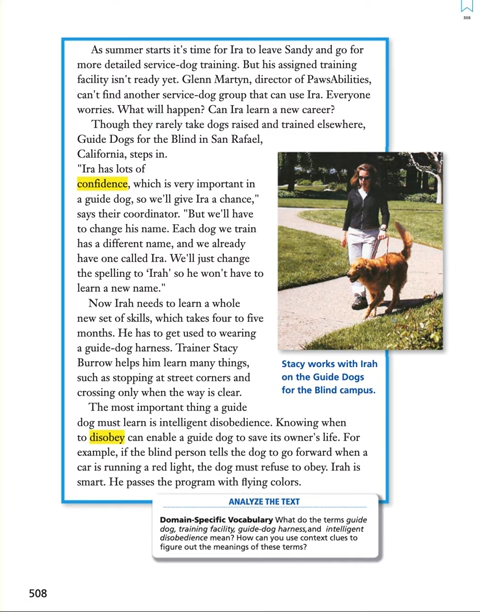 508
As summer starts it's time for Ira to leave Sandy and go for
more detailed service-dog training. But his assigned training
facility isn't ready yet. Glenn Martyn, director of PawsAbilities,
can't find another service-dog group that can use Ira. Everyone
worries. What will happen? Can Ira learn a new career?
Though they rarely take dogs raised and trained elsewhere,
Guide Dogs for the Blind in San Rafael,
California, steps in.
"Ira has lots of
confidence, which is very important in
a guide dog, so we'll give Ira a chance,"
says their coordinator. "But we'll have
to change his name. Each dog we train
has a different name, and we already
have one called Ira. We'll just change
the spelling to ‘Irah’ so he won't have to
learn a new name."
Now Irah needs to learn a whole
new set of skills, which takes four to five
months. He has to get used to wearing
a guide-dog harness. Trainer Stacy
Burrow helps him learn many things,
such as stopping at street corners and
crossing only when the way is clear.
The most important thing a guide
dog must learn is intelligent disobedience. Knowing when
to disobey can enable a guide dog to save its owner's life. For
example, if the blind person tells the dog to go forward when a
car is running a red light, the dog must refuse to obey. Irah is
smart. He passes the program with flying colors.
Stacy works with Irah
on the Guide Dogs
for the Blind campus.
ANALYZE THE TEXT
Domain-Specific Vocabulary What do the terms guide
dog, training facility, guide-dog harness,and intelligent
disobedience mean? How can you use context clues to
figure out the meanings of these terms?
508